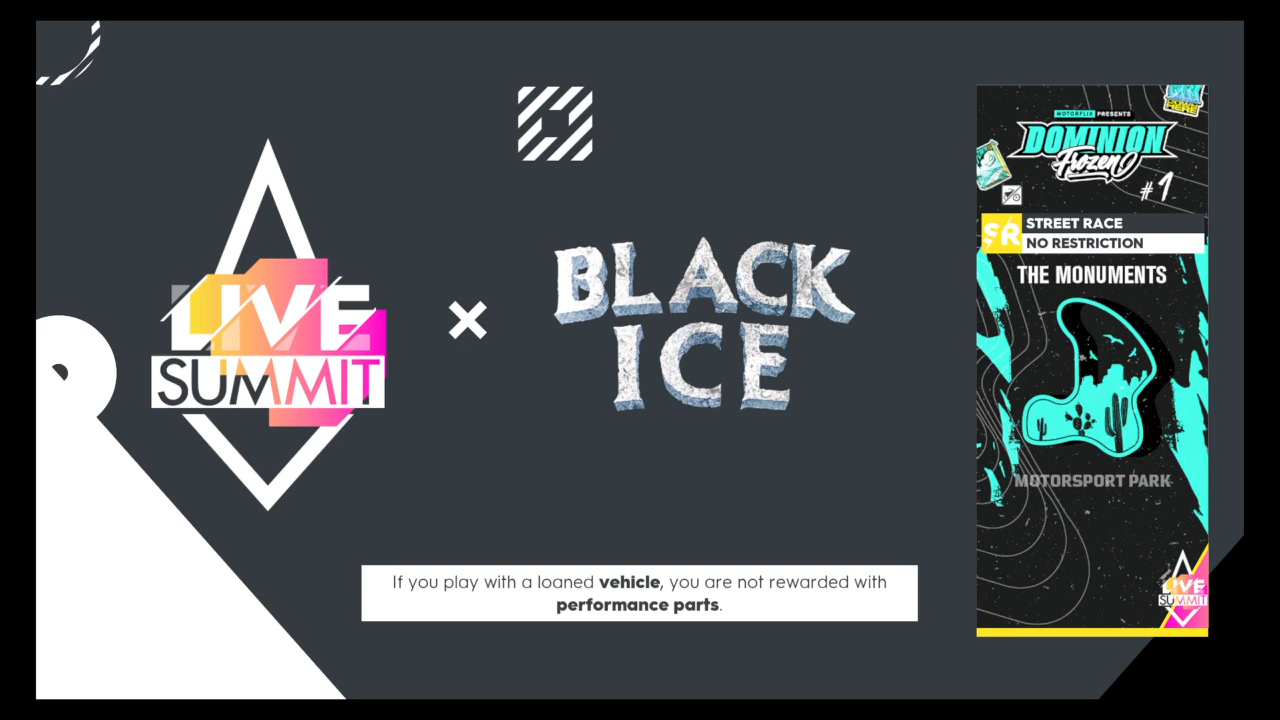 LIVE
SUMMIT
×
BLACK
ICE
If you play with a loaned vehicle, you are not rewarded with
performance parts.
MOTORFLIX PRESENTS
DOMINION
Frozen
#1
SR
STREET RACE
NO RESTRICTION
THE MONUMENTS
MOTORSPORT PARK
LIVE
SUMMIT